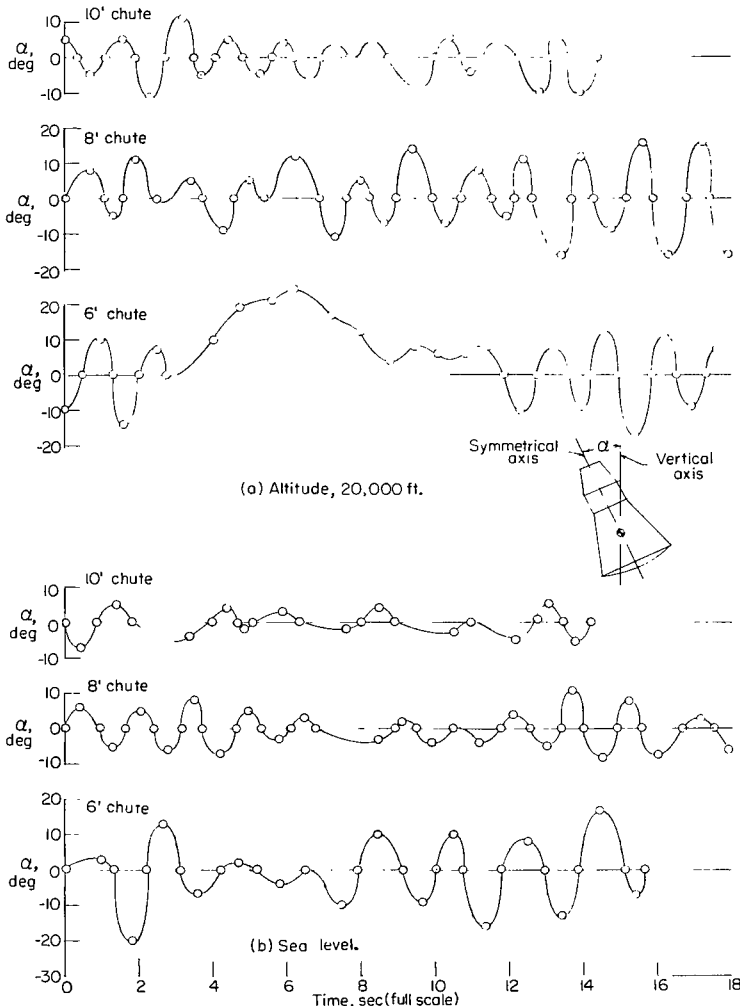 10' chute
α, deg
10
0
-10
8' chute
α, deg
20
10
0
-10
-20
6' chute
α, deg
20
10
0
-10
-20
Symmetrical axis
α
Vertical axis
(a) Altitude, 20,000 ft.
10' chute
α, deg
10
0
-10
8' chute
α, deg
10
0
-10
6' chute
α, deg
20
10
0
-10
-20
-30
(b) Sea level.
0 2 4 6 8 10 12 14 16 18
Time, sec(full scale)